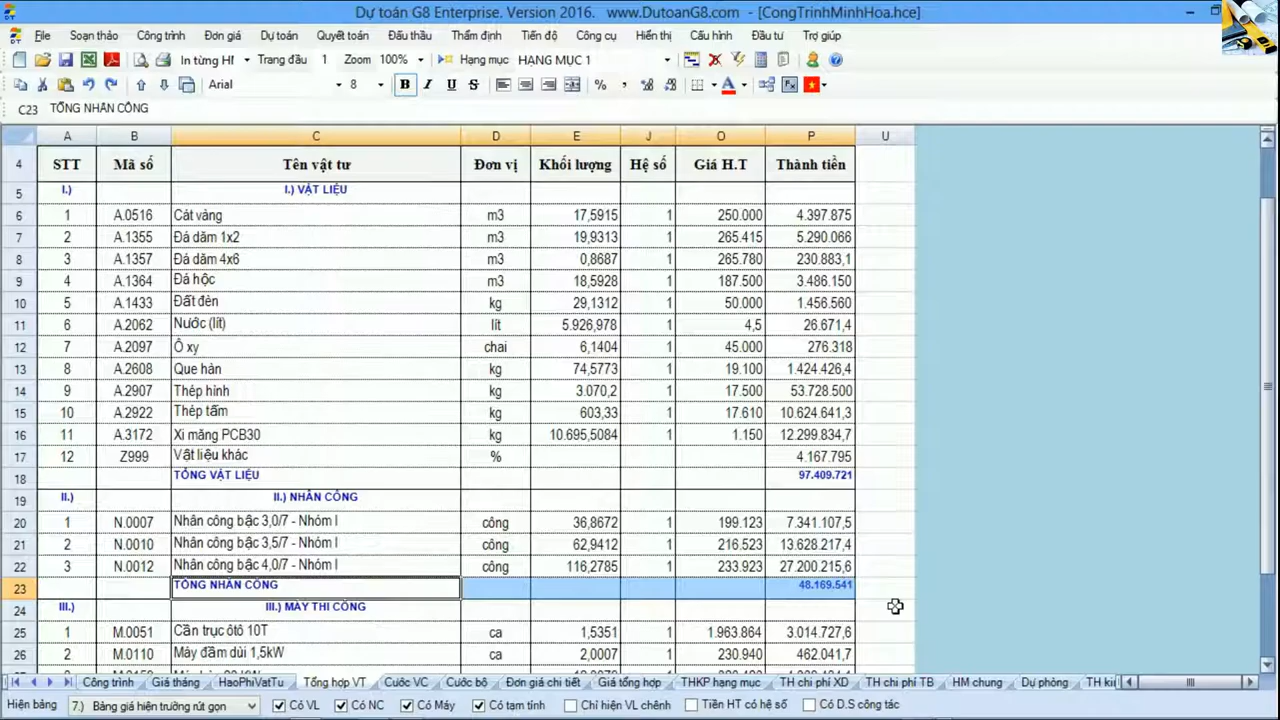 Dự toán G8 Enterprise. Version 2016. www.DutoanG8.com - [CongTrinhMinhHoa.hce]
File Soạn thảo Công trình Đơn giá Dự toán Quyết toán Đấu thầu Thẩm định Tiến độ Công cụ Hiển thị Cấu hình Đầu tư Trợ giúp
In từng HM Trang đầu 1 Zoom 100% Hạng mục HẠNG MỤC 1
Arial 8 B I U S
C23 TỔNG NHÂN CÔNG
A B C D E J O P U
4 STT Mã số Tên vật tư Đơn vị Khối lượng Hệ số Giá H.T Thành tiền
5 I.) I.) VẬT LIỆU
6 1 A.0516 Cát vàng m3 17,5915 1 250.000 4.397.875
7 2 A.1355 Đá dăm 1x2 m3 19,9313 1 265.415 5.290.066
8 3 A.1357 Đá dăm 4x6 m3 0,8687 1 265.780 230.883,1
9 4 A.1364 Đá hộc m3 18,5928 1 187.500 3.486.150
10 5 A.1433 Đất đèn kg 29,1312 1 50.000 1.456.560
11 6 A.2062 Nước (lít) lít 5.926,978 1 4,5 26.671,4
12 7 A.2097 Ô xy chai 6,1404 1 45.000 276.318
13 8 A.2608 Que hàn kg 74,5773 1 19.100 1.424.426,4
14 9 A.2907 Thép hình kg 3.070,2 1 17.500 53.728.500
15 10 A.2922 Thép tấm kg 603,33 1 17.610 10.624.641,3
16 11 A.3172 Xi măng PCB30 kg 10.695,5084 1 1.150 12.299.834,7
17 12 Z999 Vật liệu khác % 4.167.795
18 TỔNG VẬT LIỆU 97.409.721
19 II.) II.) NHÂN CÔNG
20 1 N.0007 Nhân công bậc 3,0/7 - Nhóm I công 36,8672 1 199.123 7.341.107,5
21 2 N.0010 Nhân công bậc 3,5/7 - Nhóm I công 62,9412 1 216.523 13.628.217,4
22 3 N.0012 Nhân công bậc 4,0/7 - Nhóm I công 116,2785 1 233.923 27.200.215,6
23 TỔNG NHÂN CÔNG 48.169.541
24 III.) III.) MÁY THI CÔNG
25 1 M.0051 Cần trục ôtô 10T ca 1,5351 1 1.963.864 3.014.727,6
26 2 M.0110 Máy đầm dùi 1,5kW ca 2,0007 1 230.940 462.041,7
Công trình Giá tháng HaoPhiVatTu Tổng hợp VT Cước VC Cước bộ Đơn giá chi tiết Giá tổng hợp THKP hạng mục TH chi phí XD TH chi phí TB HM chung Dự phòng
Hiện bảng 7.) Bảng giá hiện trường rút gọn Có VL Có NC Có Máy Có tạm tính Chỉ hiện VL chênh Tiền HT có hệ số Có D.S công tác